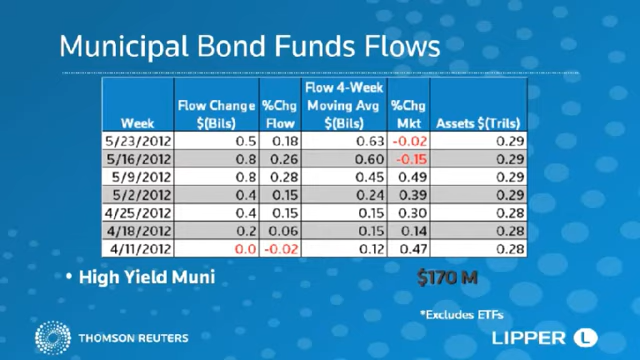 Municipal Bond Funds Flows
Week Flow Change $(Bils) %Chg Flow Flow 4-Week Moving Avg $(Bils) %Chg Mkt Assets $(Trils)
5/23/2012 0.5 0.18 0.63 -0.02 0.29
5/16/2012 0.8 0.26 0.60 -0.15 0.29
5/9/2012 0.8 0.28 0.45 0.49 0.29
5/2/2012 0.4 0.15 0.24 0.39 0.29
4/25/2012 0.4 0.15 0.15 0.30 0.28
4/18/2012 0.2 0.06 0.15 0.14 0.28
4/11/2012 0.0 -0.02 0.12 0.47 0.28
• High Yield Muni $170 M
*Excludes ETFs
THOMSON REUTERS LIPPER L